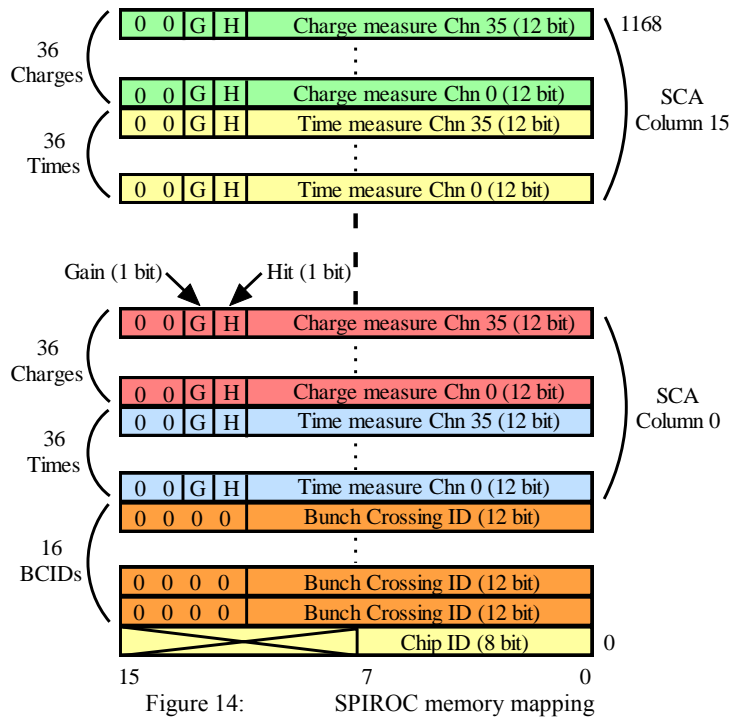 0 0 G H Charge measure Chn 35 (12 bit) 1168
36
Charges
0 0 G H Charge measure Chn 0 (12 bit)
SCA
Column 15
0 0 G H Time measure Chn 35 (12 bit)
36
Times
0 0 G H Time measure Chn 0 (12 bit)
Gain (1 bit) Hit (1 bit)
0 0 G H Charge measure Chn 35 (12 bit)
36
Charges
0 0 G H Charge measure Chn 0 (12 bit)
SCA
Column 0
0 0 G H Time measure Chn 35 (12 bit)
36
Times
0 0 G H Time measure Chn 0 (12 bit)
0 0 0 0 Bunch Crossing ID (12 bit)
16
BCIDs
0 0 0 0 Bunch Crossing ID (12 bit)
0 0 0 0 Bunch Crossing ID (12 bit)
Chip ID (8 bit) 0
15 7 0
Figure 14: SPIROC memory mapping